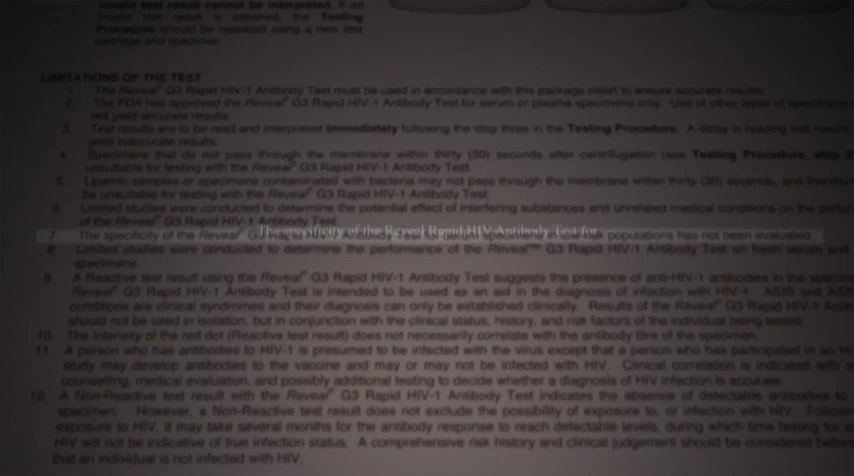 invalid test result cannot be interpreted. If an
invalid test result is obtained, the Testing
Procedure should be repeated using a new test
cartridge and specimen.
LIMITATIONS OF THE TEST
1. The Reveal® G3 Rapid HIV-1 Antibody Test must be used in accordance with this package insert to ensure accurate results.
2. The FDA has approved the Reveal® G3 Rapid HIV-1 Antibody Test for serum or plasma specimens only. Use of other types of specimens
not yield accurate results.
3. Test results are to be read and interpreted immediately following the step three in the Testing Procedure. A delay in reading test results
yield inaccurate results.
4. Specimens that do not pass through the membrane within thirty (30) seconds after centrifugation (see Testing Procedure, step
unsuitable for testing with the Reveal® G3 Rapid HIV-1 Antibody Test.
5. Lipemic samples or specimens contaminated with bacteria may not pass through the membrane within thirty (30) seconds, and therefore
be unsuitable for testing with the Reveal® G3 Rapid HIV-1 Antibody Test.
6. Limited studies were conducted to determine the potential effect of interfering substances and unrelated medical conditions on the
of the Reveal® G3 Rapid HIV-1 Antibody Test.
The specificity of the Reveal Rapid HIV Antibody Test for
7. The specificity of the Reveal® populations has not been evaluated.
8. Limited studies were conducted to determine the performance of the Reveal™ G3 Rapid HIV-1 Antibody Test on fresh serum and
specimens.
9. A Reactive test result using the Reveal® G3 Rapid HIV-1 Antibody Test suggests the presence of anti-HIV-1 antibodies in the
Reveal® G3 Rapid HIV-1 Antibody Test is intended to be used as an aid in the diagnosis of infection with HIV-1. AIDS and
conditions are clinical syndromes and their diagnosis can only be established clinically. Results of the Reveal® G3 Rapid HIV-1
should not be used in isolation, but in conjunction with the clinical status, history, and risk factors of the individual being tested.
10. The intensity of the red dot (Reactive test result) does not necessarily correlate with the antibody titre of the specimen.
11. A person who has antibodies to HIV-1 is presumed to be infected with the virus except that a person who has participated in an
study may develop antibodies to the vaccine and may or may not be infected with HIV. Clinical correlation is indicated with
counselling, medical evaluation, and possibly additional testing to decide whether a diagnosis of HIV infection is accurate.
12. A Non-Reactive test result with the Reveal® G3 Rapid HIV-1 Antibody Test indicates the absence of detectable antibodies to
specimen. However, a Non-Reactive test result does not exclude the possibility of exposure to, or infection with HIV.
exposure to HIV, it may take several months for the antibody response to reach detectable levels, during which time testing for
HIV will not be indicative of true infection status. A comprehensive risk history and clinical judgement should be considered before
that an individual is not infected with HIV.